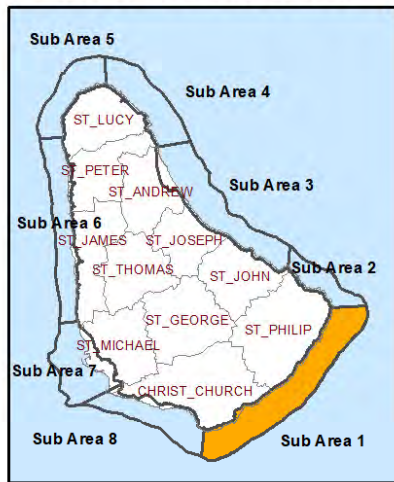 Sub Area 5
Sub Area 4
ST_LUCY
ST_PETER
Sub Area 3
ST_ANDREW
Sub Area 6
ST_JAMES
ST_JOSEPH
ST_THOMAS
ST_JOHN
Sub Area 2
ST_GEORGE
ST_PHILIP
ST_MICHAEL
Sub Area 7
CHRIST_CHURCH
Sub Area 8
Sub Area 1